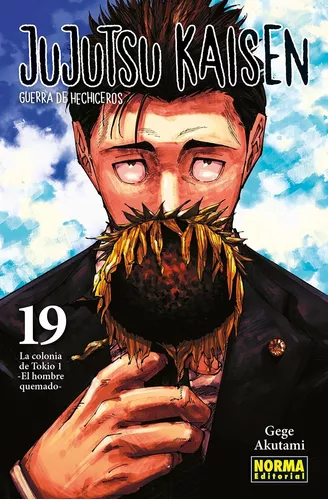 JUJUTSU KAISEN
GUERRA DE HECHICEROS
19
La colonia
de Tokio 1
-El hombre
quemado-
Gege
Akutami
NORMA
Editorial